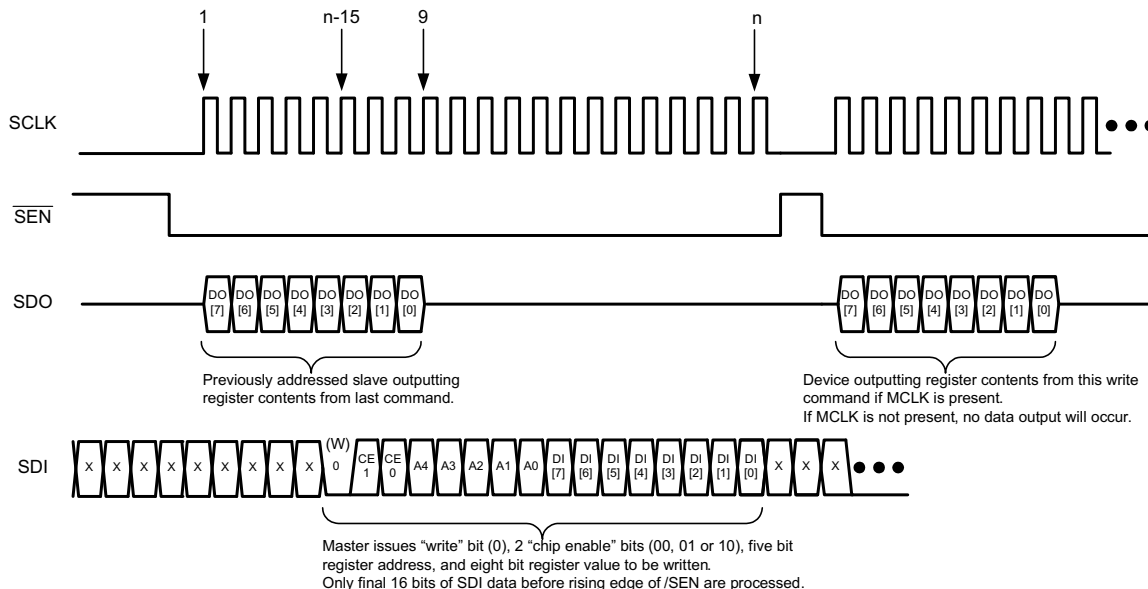 1 n-15 9 n
SCLK
SEN
SDO
DO [7] DO [6] DO [5] DO [4] DO [3] DO [2] DO [1] DO [0]
DO [7] DO [6] DO [5] DO [4] DO [3] DO [2] DO [1] DO [0]
Previously addressed slave outputting
register contents from last command.
Device outputting register contents from this write
command if MCLK is present.
If MCLK is not present, no data output will occur.
SDI
X X X X X X X X X (W) 0 CE 1 CE 0 A4 A3 A2 A1 A0 DI [7] DI [6] DI [5] DI [4] DI [3] DI [2] DI [1] DI [0] X X X
Master issues “write” bit (0), 2 “chip enable” bits (00, 01 or 10), five bit
register address, and eight bit register value to be written.
Only final 16 bits of SDI data before rising edge of /SEN are processed.